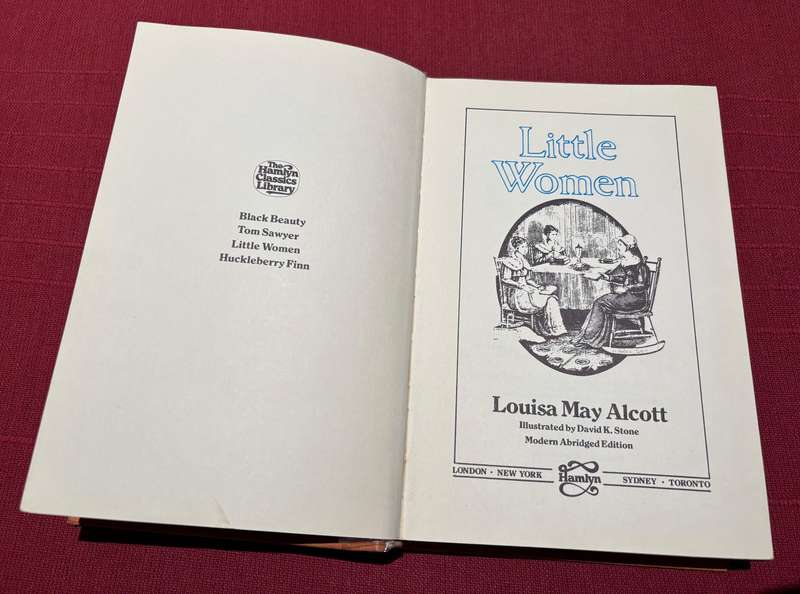 The
Hamlyn
Classics
Library
Black Beauty
Tom Sawyer
Little Women
Huckleberry Finn
Little
Women
Louisa May Alcott
Illustrated by David K. Stone
Modern Abridged Edition
LONDON · NEW YORK
Hamlyn
SYDNEY · TORONTO